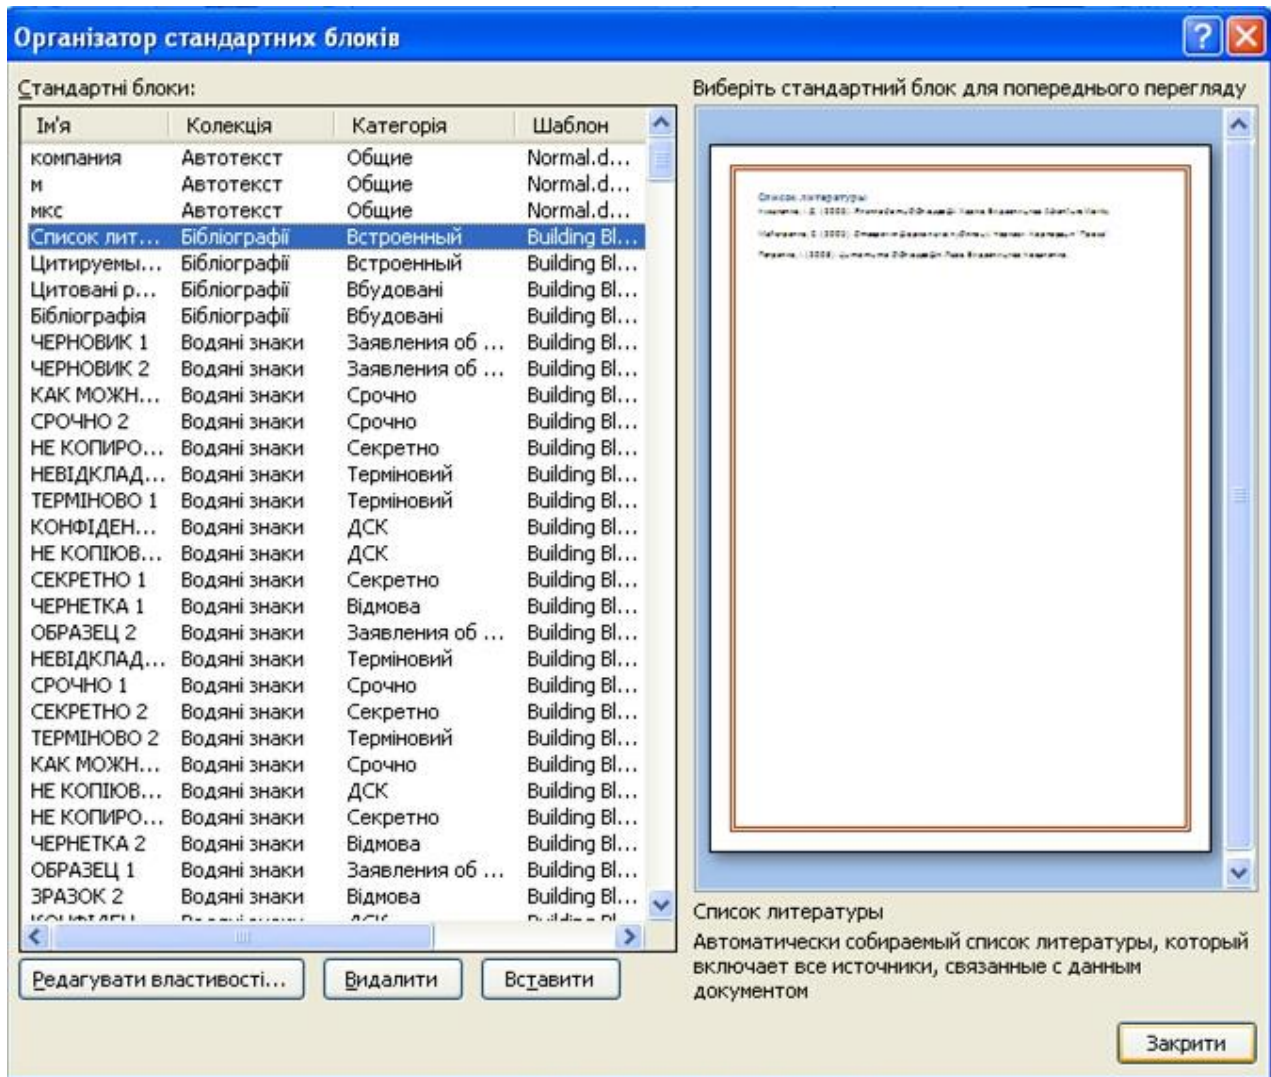 Організатор стандартних блоків
Стандартні блоки:
Ім'я Колекція Категорія Шаблон
компания Автотекст Общие Normal.d...
м Автотекст Общие Normal.d...
мкс Автотекст Общие Normal.d...
Список лит... Бібліографії Встроенный Building Bl...
Цитируемы... Бібліографії Встроенный Building Bl...
Цитовані р... Бібліографії Вбудовані Building Bl...
Бібліографія Бібліографії Вбудовані Building Bl...
ЧЕРНОВИК 1 Водяні знаки Заявления об ... Building Bl...
ЧЕРНОВИК 2 Водяні знаки Заявления об ... Building Bl...
КАК МОЖН... Водяні знаки Срочно Building Bl...
СРОЧНО 2 Водяні знаки Срочно Building Bl...
НЕ КОПИРО... Водяні знаки Секретно Building Bl...
НЕВІДКЛАД... Водяні знаки Терміновий Building Bl...
ТЕРМІНОВО 1 Водяні знаки Терміновий Building Bl...
КОНФІДЕН... Водяні знаки ДСК Building Bl...
НЕ КОПІЮВ... Водяні знаки ДСК Building Bl...
СЕКРЕТНО 1 Водяні знаки Секретно Building Bl...
ЧЕРНЕТКА 1 Водяні знаки Відмова Building Bl...
ОБРАЗЕЦ 2 Водяні знаки Заявления об ... Building Bl...
НЕВІДКЛАД... Водяні знаки Терміновий Building Bl...
СРОЧНО 1 Водяні знаки Срочно Building Bl...
СЕКРЕТНО 2 Водяні знаки Секретно Building Bl...
ТЕРМІНОВО 2 Водяні знаки Терміновий Building Bl...
КАК МОЖН... Водяні знаки Срочно Building Bl...
НЕ КОПІЮВ... Водяні знаки ДСК Building Bl...
НЕ КОПИРО... Водяні знаки Секретно Building Bl...
ЧЕРНЕТКА 2 Водяні знаки Відмова Building Bl...
ОБРАЗЕЦ 1 Водяні знаки Заявления об ... Building Bl...
ЗРАЗОК 2 Водяні знаки Відмова Building Bl...
Редагувати властивості... Видалити Вставити
Виберіть стандартний блок для попереднього перегляду
Список литературы
Список литературы
Автоматически собираемый список литературы, который
включает все источники, связанные с данным
документом
Закрити